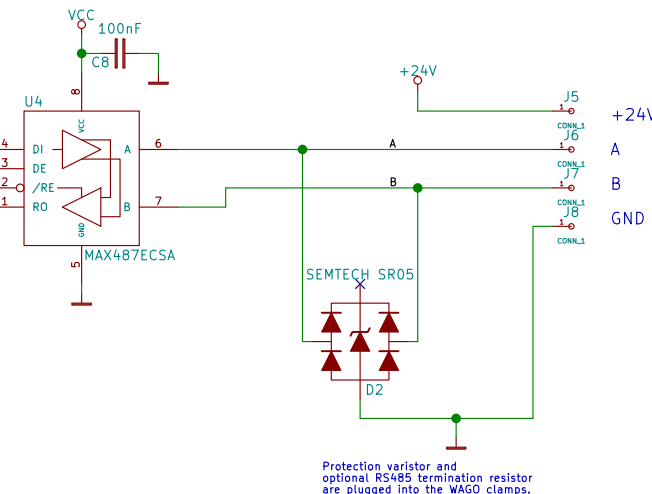 VCC
100nF
C8
+24V
U4
8
VCC
J5
1
+24V
CONN_1
4
DI
A
6
A
J6
1
A
CONN_1
3
DE
2
/RE
B
J7
1
B
CONN_1
1
RO
B
7
J8
1
GND
CONN_1
GND
5
MAX487ECSA
SEMTECH SR05
D2
Protection varistor and
optional RS485 termination resistor
are plugged into the WAGO clamps.